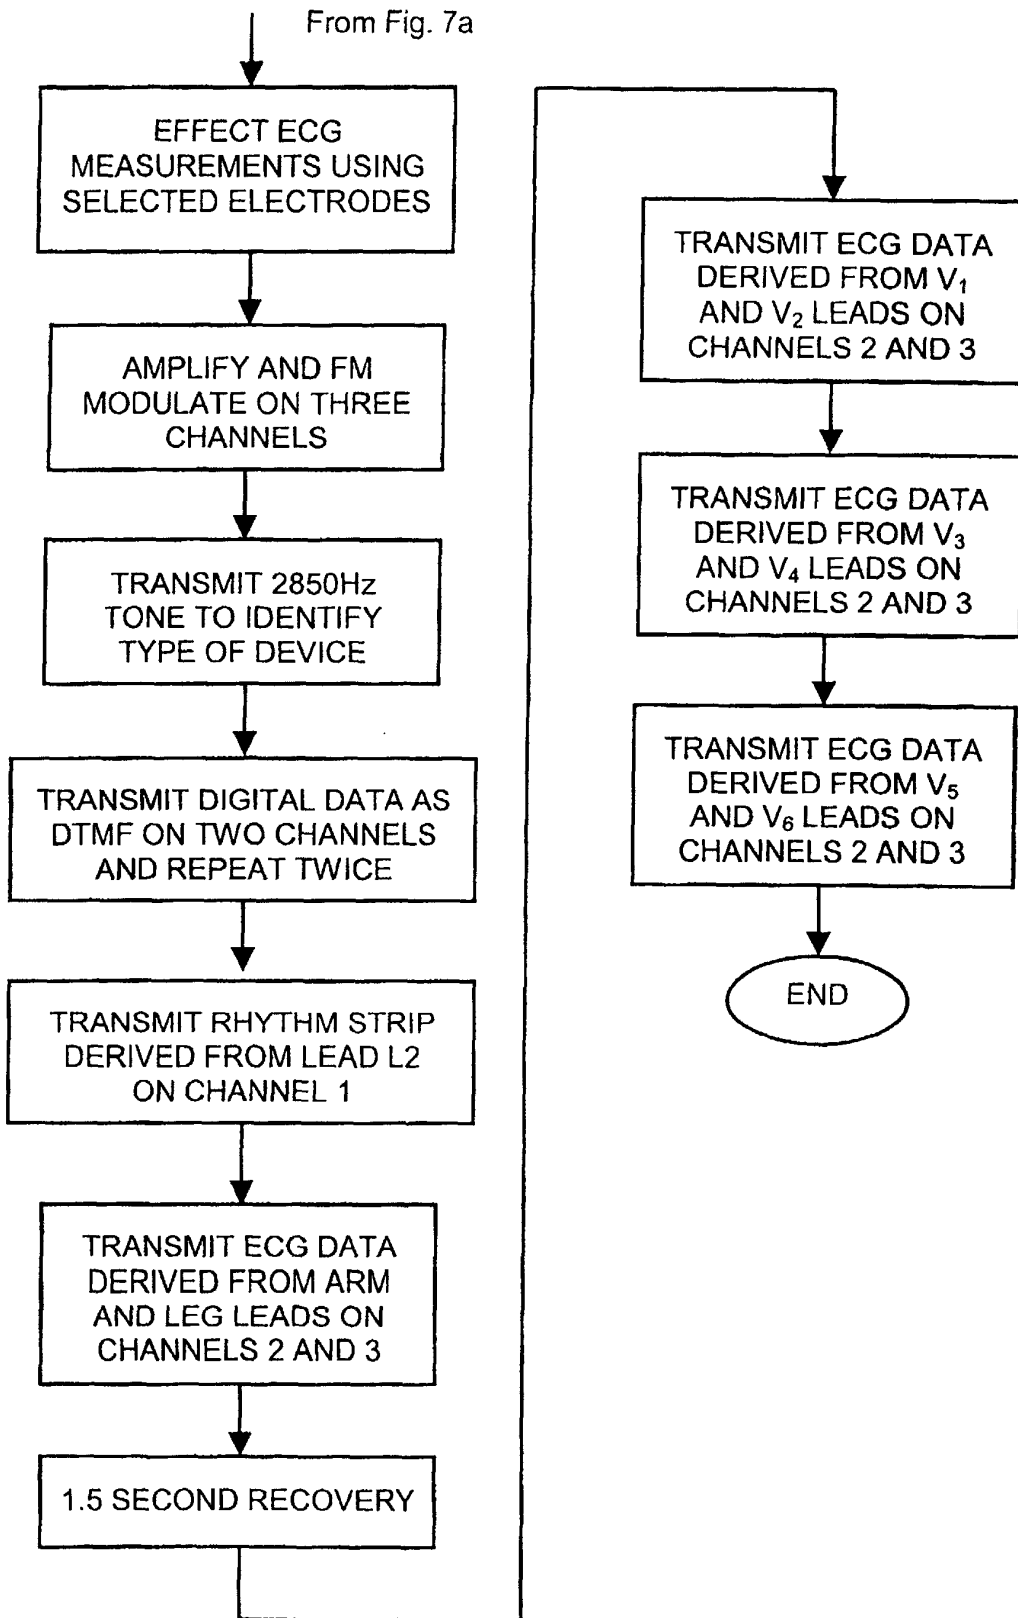 From Fig. 7a
EFFECT ECG
MEASUREMENTS USING
SELECTED ELECTRODES
AMPLIFY AND FM
MODULATE ON THREE
CHANNELS
TRANSMIT 2850Hz
TONE TO IDENTIFY
TYPE OF DEVICE
TRANSMIT DIGITAL DATA AS
DTMF ON TWO CHANNELS
AND REPEAT TWICE
TRANSMIT RHYTHM STRIP
DERIVED FROM LEAD L2
ON CHANNEL 1
TRANSMIT ECG DATA
DERIVED FROM ARM
AND LEG LEADS ON
CHANNELS 2 AND 3
1.5 SECOND RECOVERY
TRANSMIT ECG DATA
DERIVED FROM V₁
AND V₂ LEADS ON
CHANNELS 2 AND 3
TRANSMIT ECG DATA
DERIVED FROM V₃
AND V₄ LEADS ON
CHANNELS 2 AND 3
TRANSMIT ECG DATA
DERIVED FROM V₅
AND V₆ LEADS ON
CHANNELS 2 AND 3
END